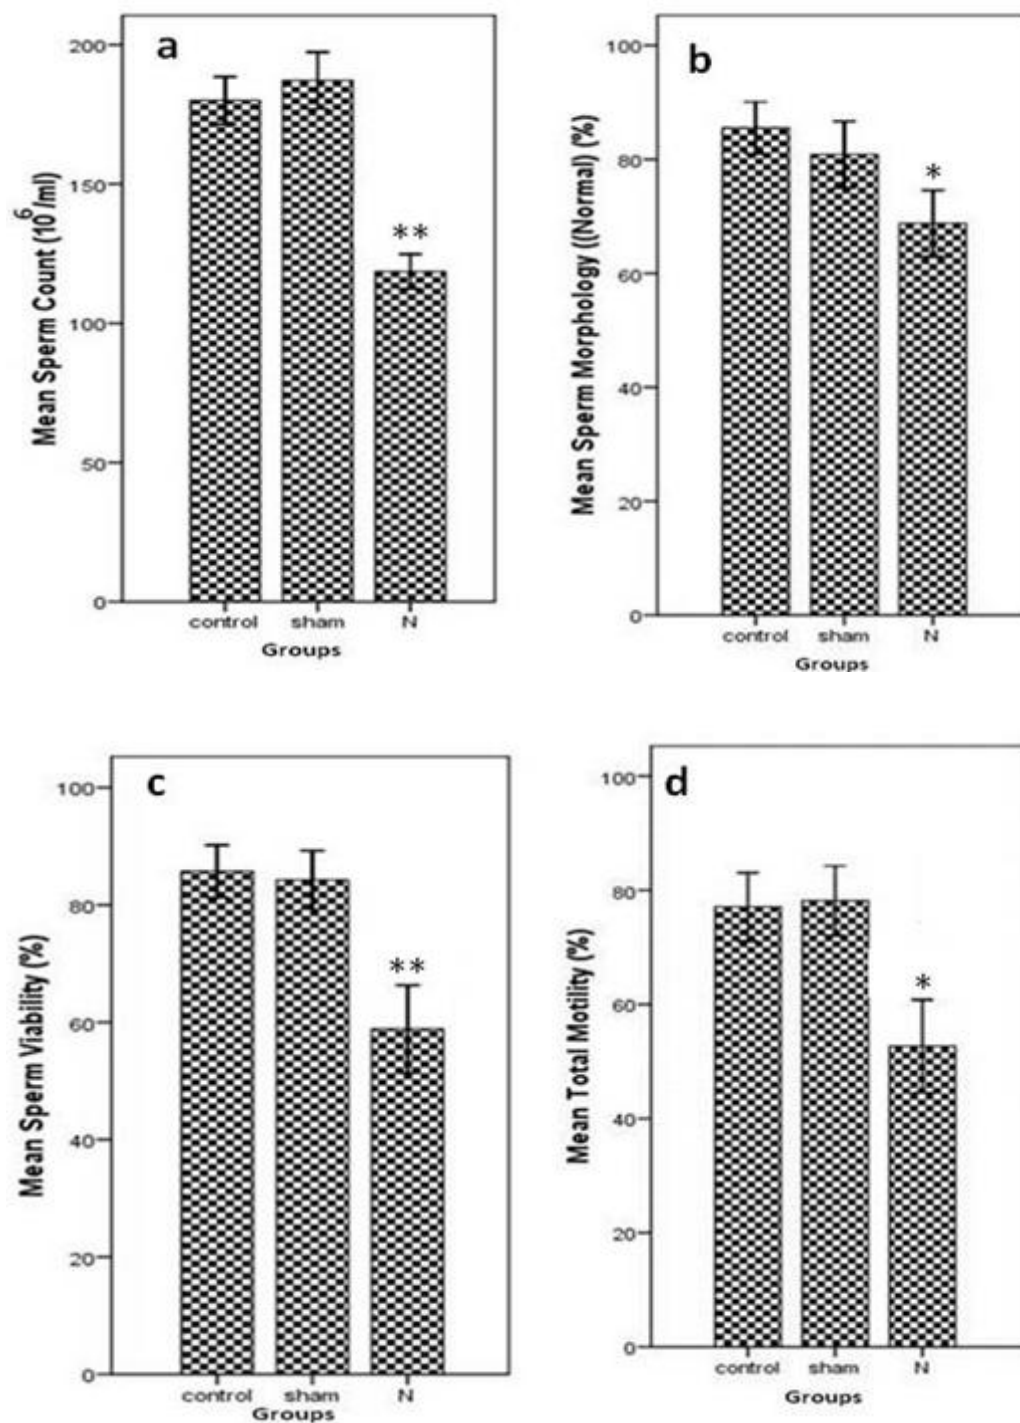 a
Mean Sperm Count (10^6/ml)
200
150
100
50
0
**
control sham N
Groups
b
Mean Sperm Morphology ((Normal) (%)
100
80
60
40
20
0
*
control sham N
Groups
c
Mean Sperm Viability (%)
100
80
60
40
20
0
**
control sham N
Groups
d
Mean Total Motility (%)
100
80
60
40
20
0
*
control sham N
Groups